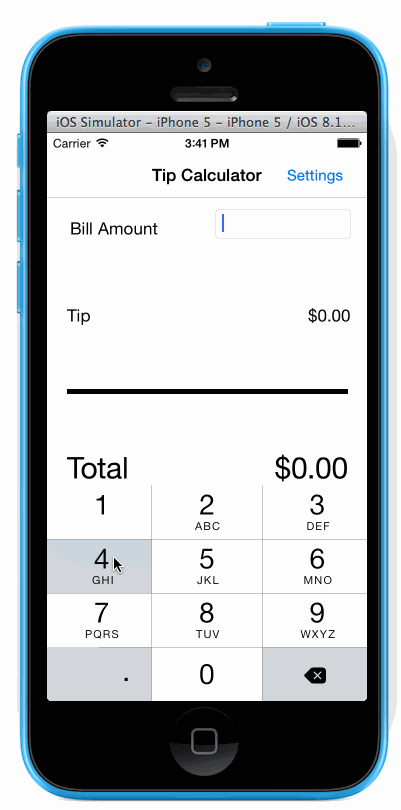 iOS Simulator – iPhone 5 – iPhone 5 / iOS 8.1...
Carrier 3:41 PM
Tip Calculator Settings
Bill Amount
Tip $0.00
Total $0.00
1 2 3
ABC DEF
4 5 6
GHI JKL MNO
7 8 9
PQRS TUV WXYZ
. 0